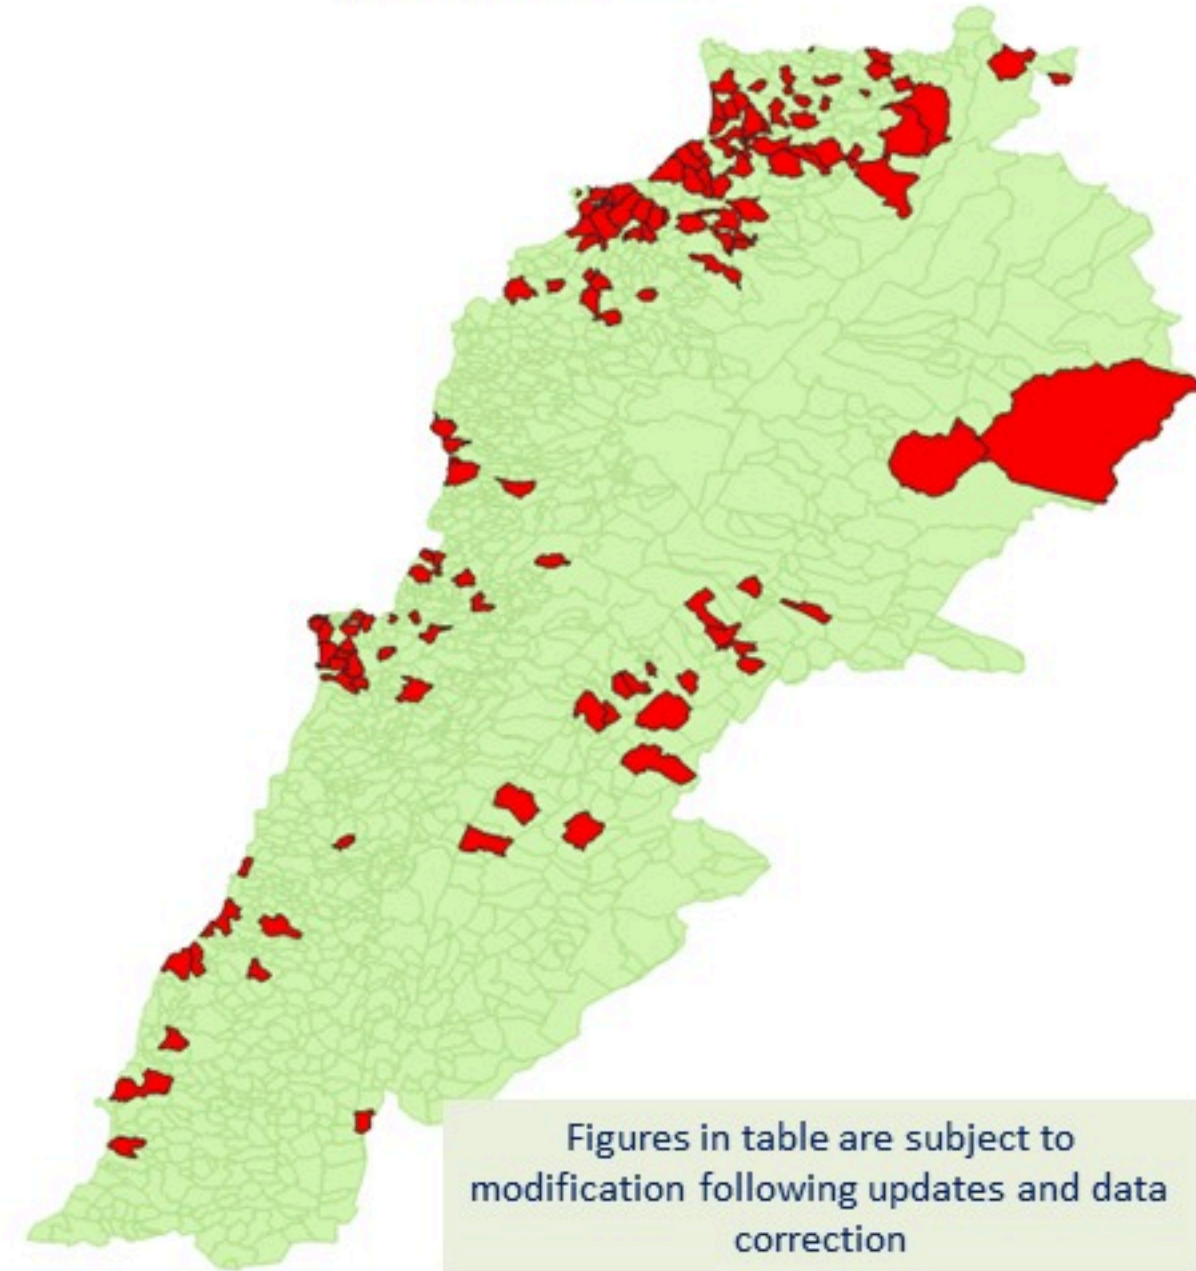 Figures in table are subject to
modification following updates and data
correction